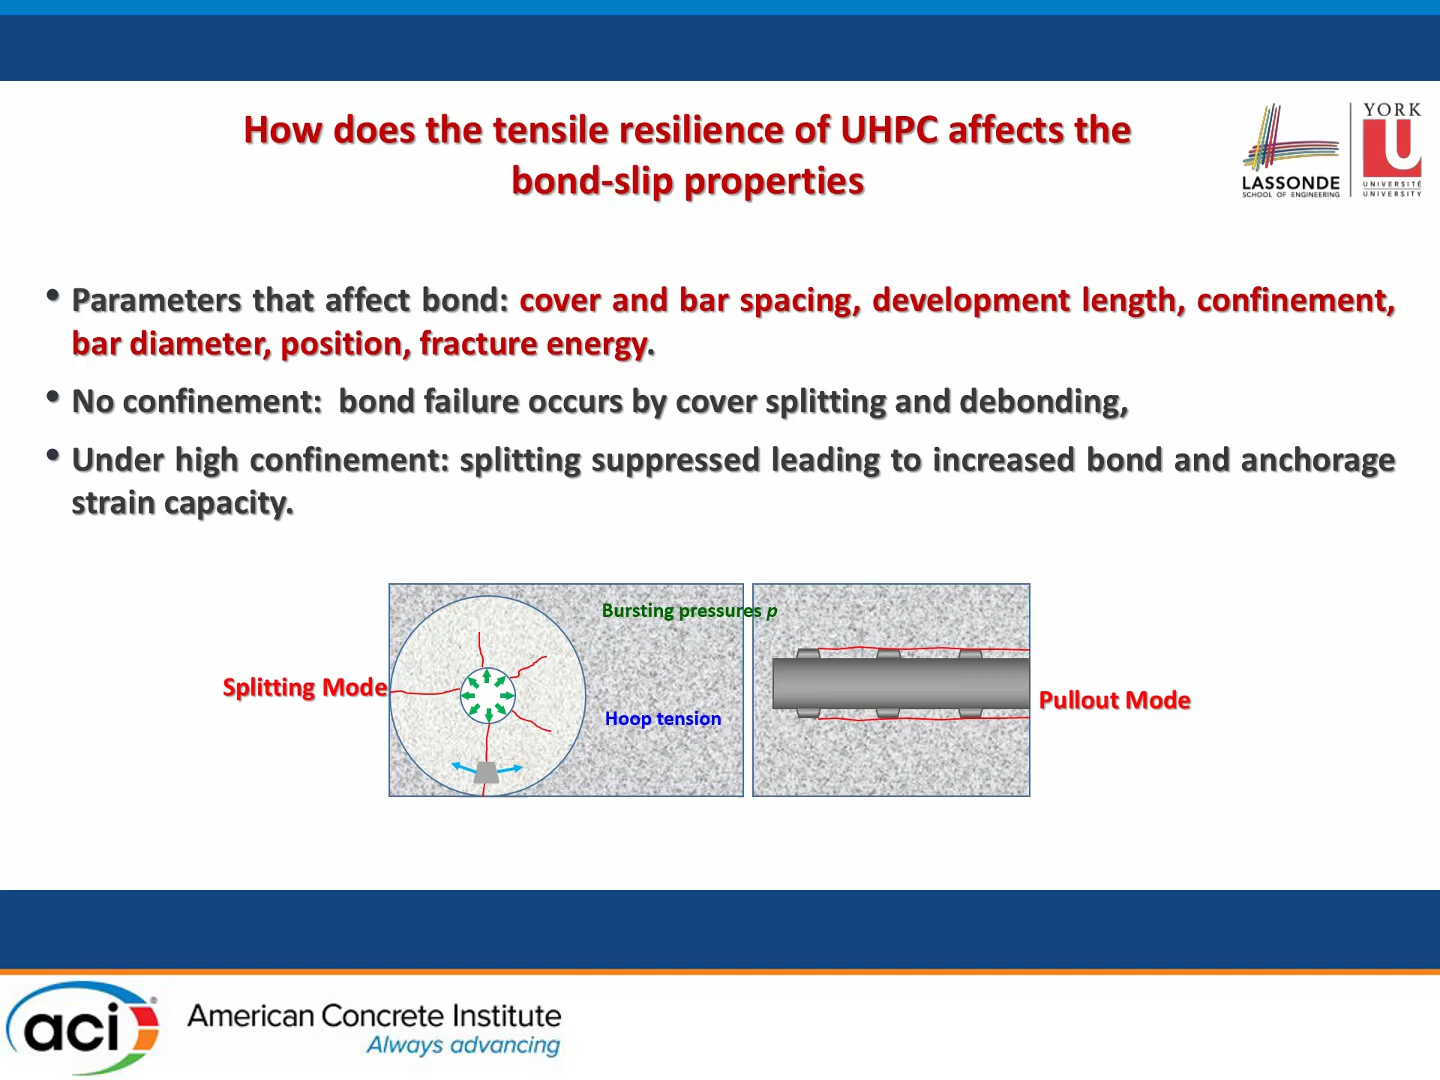 How does the tensile resilience of UHPC affects the
bond-slip properties
LASSONDE
SCHOOL OF ENGINEERING
YORK
U
UNIVERSITÉ
UNIVERSITY
• Parameters that affect bond: cover and bar spacing, development length, confinement,
bar diameter, position, fracture energy.
• No confinement: bond failure occurs by cover splitting and debonding,
• Under high confinement: splitting suppressed leading to increased bond and anchorage
strain capacity.
Bursting pressures p
Splitting Mode
Hoop tension
Pullout Mode
aci®
American Concrete Institute
Always advancing